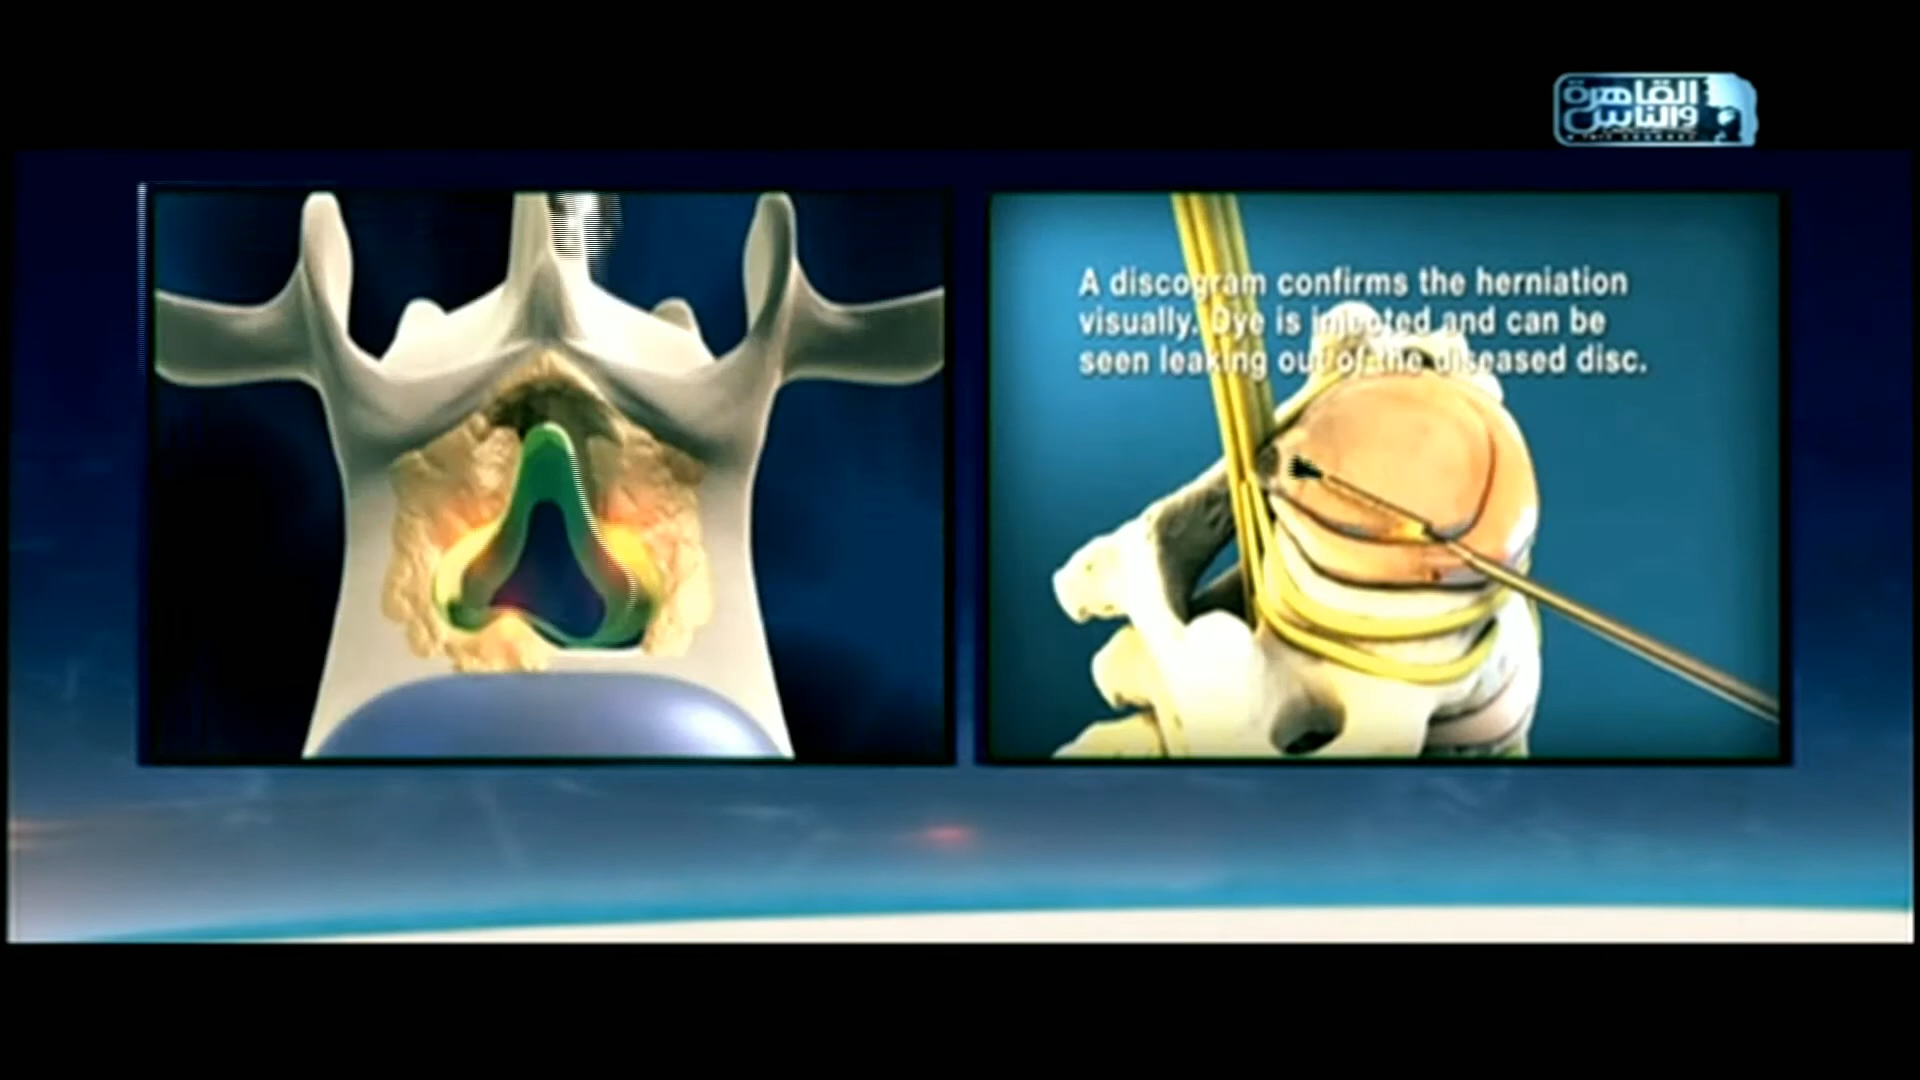 القاهرة
والناس
A discogram confirms the herniation
visually. Dye is injected and can be
seen leaking out of the diseased disc.